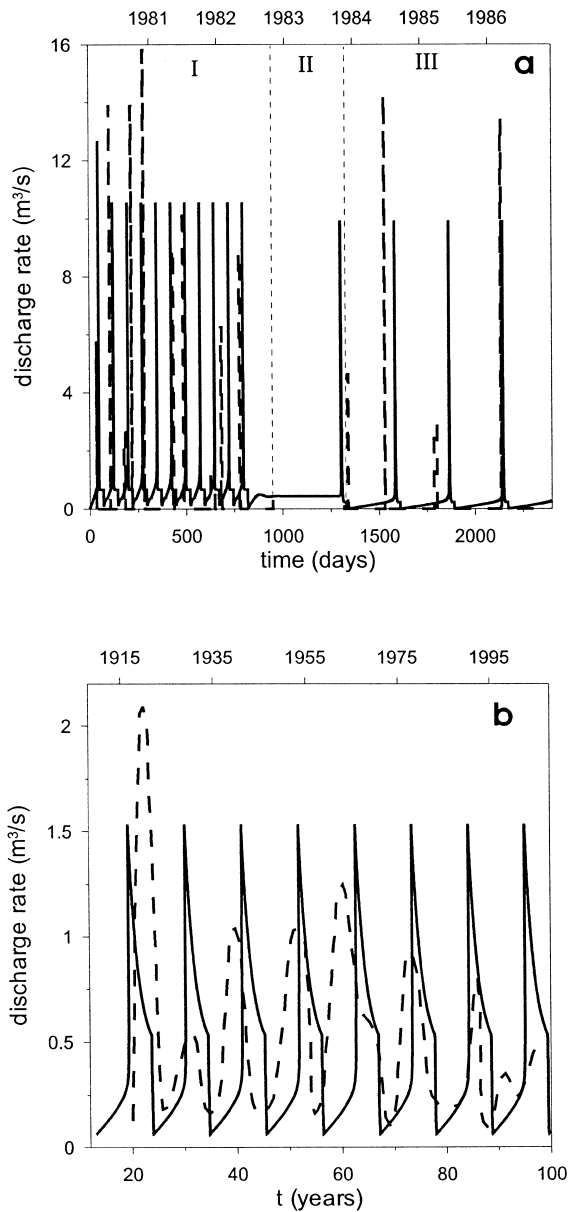 1981 1982 1983 1984 1985 1986
16
I II III a
12
8
4
0
discharge rate (m³/s)
0 500 1000 1500 2000
time (days)
1915 1935 1955 1975 1995
b
2
1.5
1
0.5
0
discharge rate (m³/s)
20 40 60 80 100
t (years)